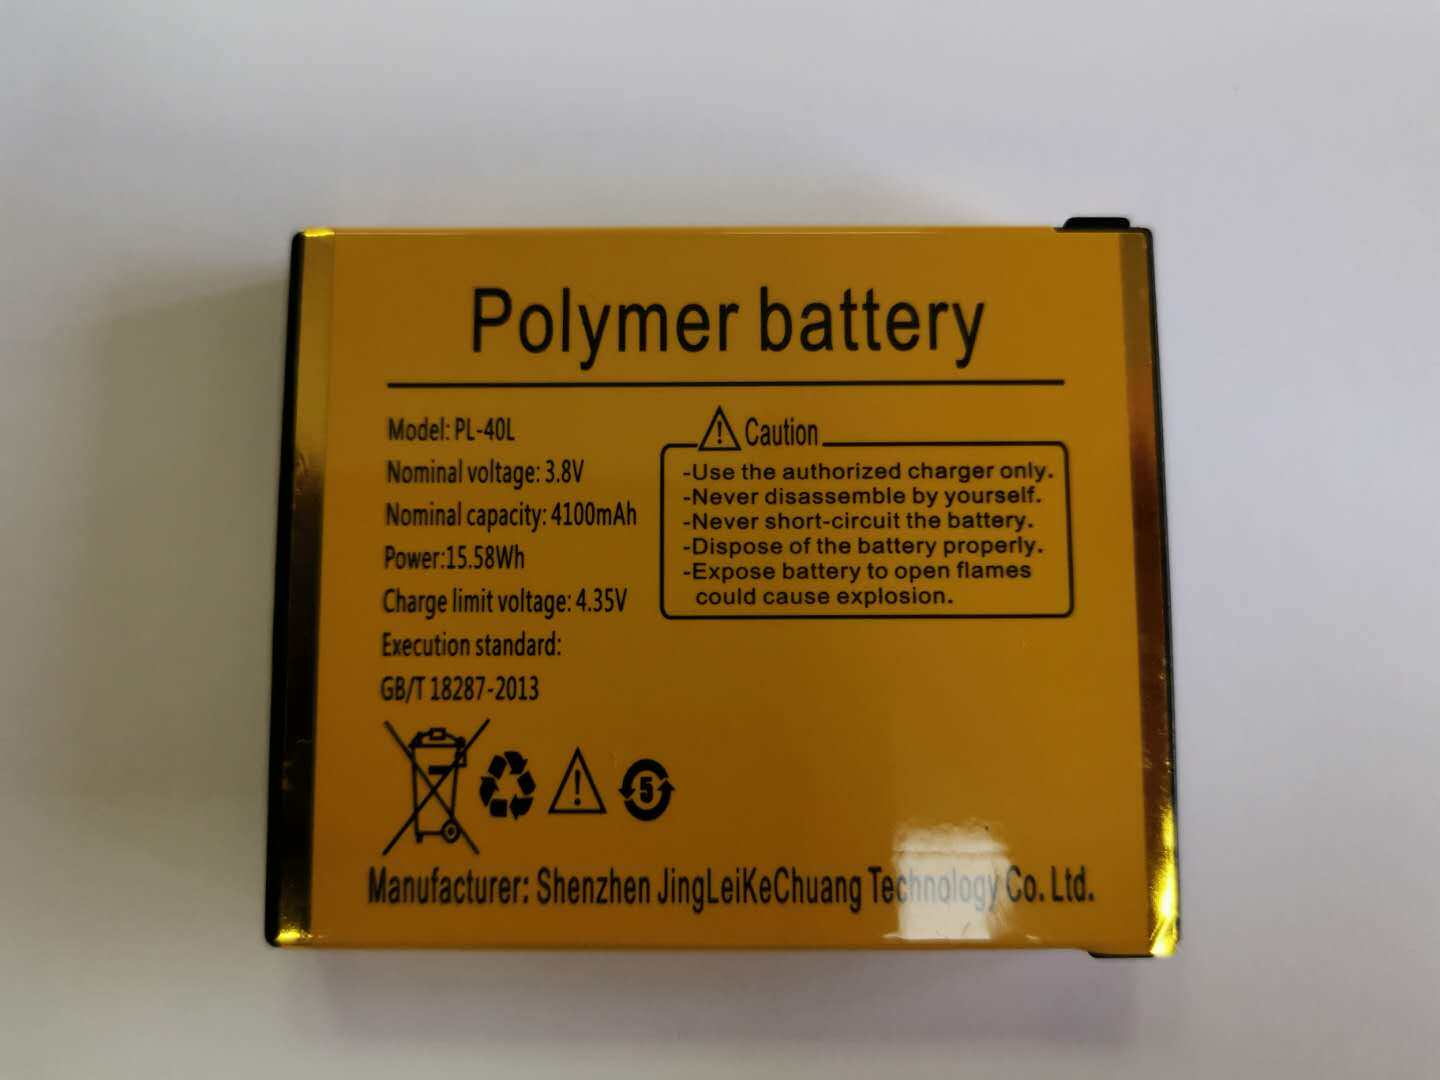 Polymer battery
Model: PL-40L
Nominal voltage: 3.8V
Nominal capacity: 4100mAh
Power:15.58Wh
Charge limit voltage: 4.35V
Execution standard:
GB/T 18287-2013
Caution
-Use the authorized charger only.
-Never disassemble by yourself.
-Never short-circuit the battery.
-Dispose of the battery properly.
-Expose battery to open flames
could cause explosion.
5
Manufacturer: Shenzhen JingLeiKeChuang Technology Co. Ltd.